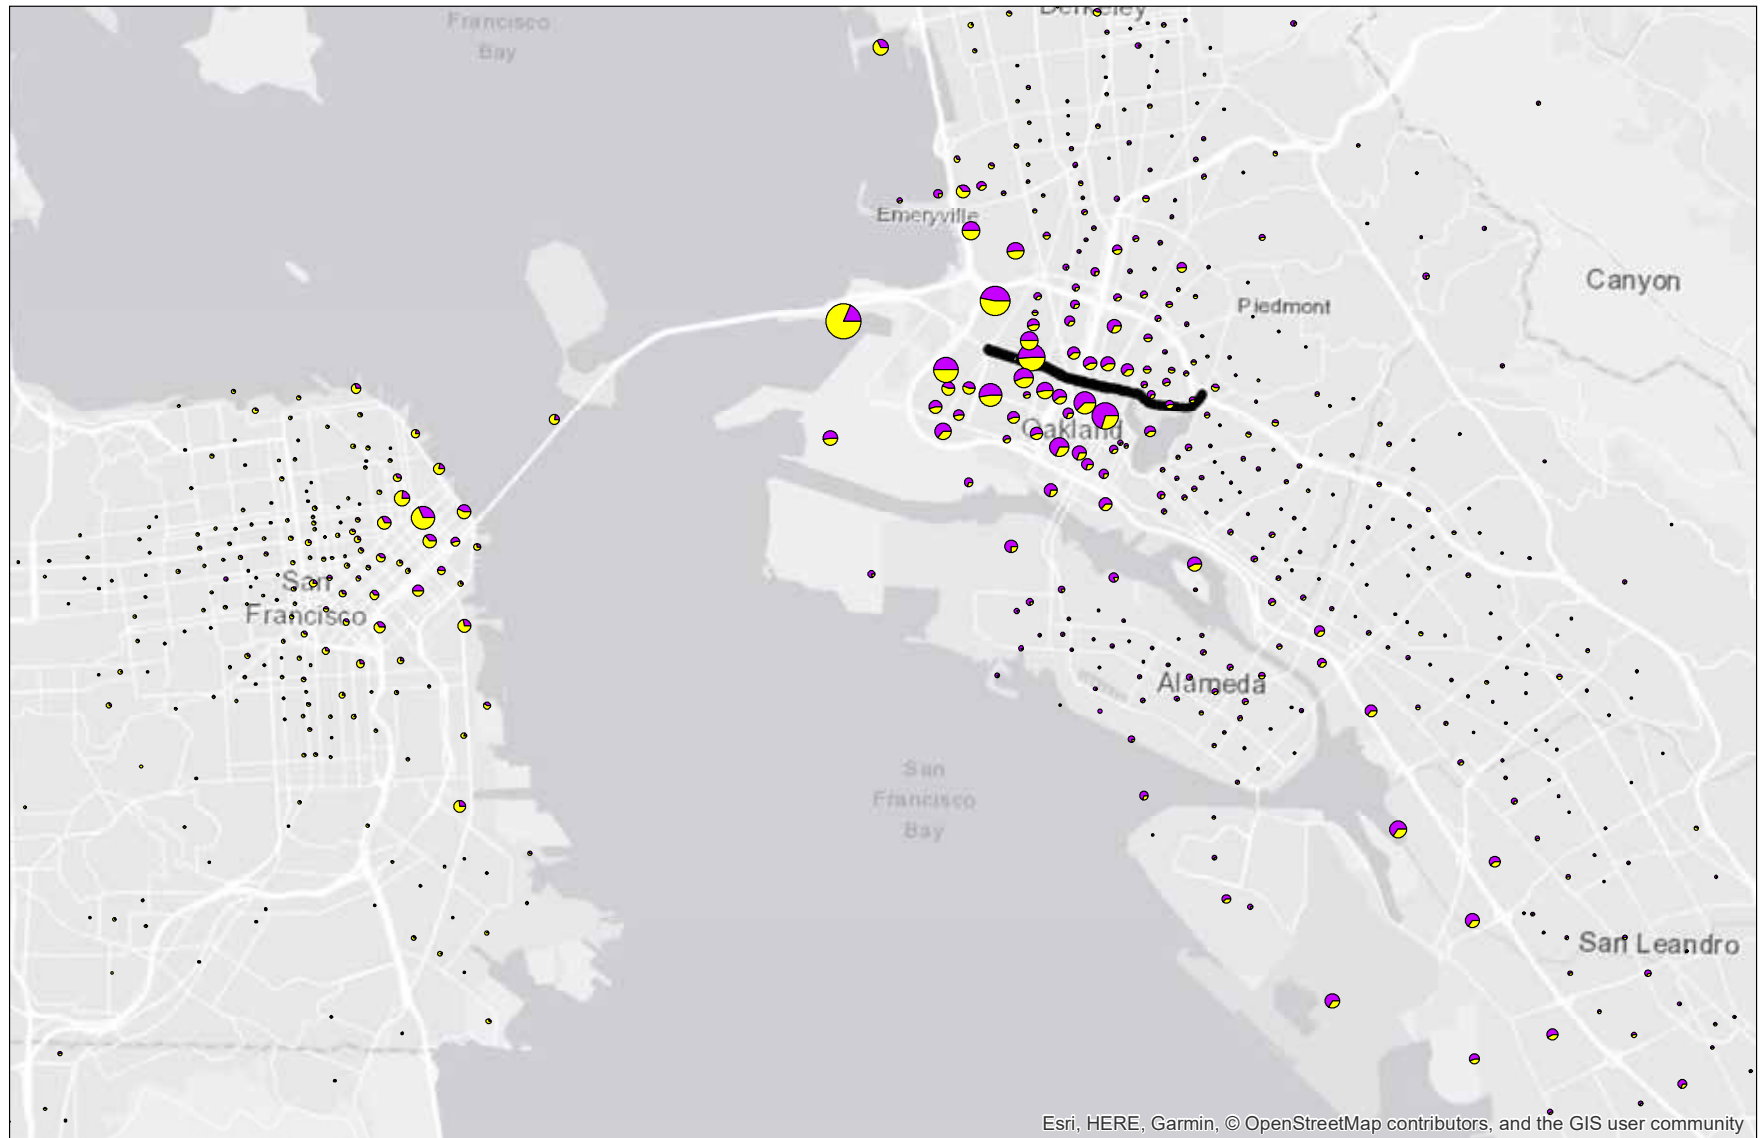 Francisco
Bay
Berkeley
Emeryville
Canyon
Piedmont
Oakland
San
Francisco
Alameda
San
Francisco
Bay
San Leandro
Esri, HERE, Garmin, © OpenStreetMap contributors, and the GIS user community